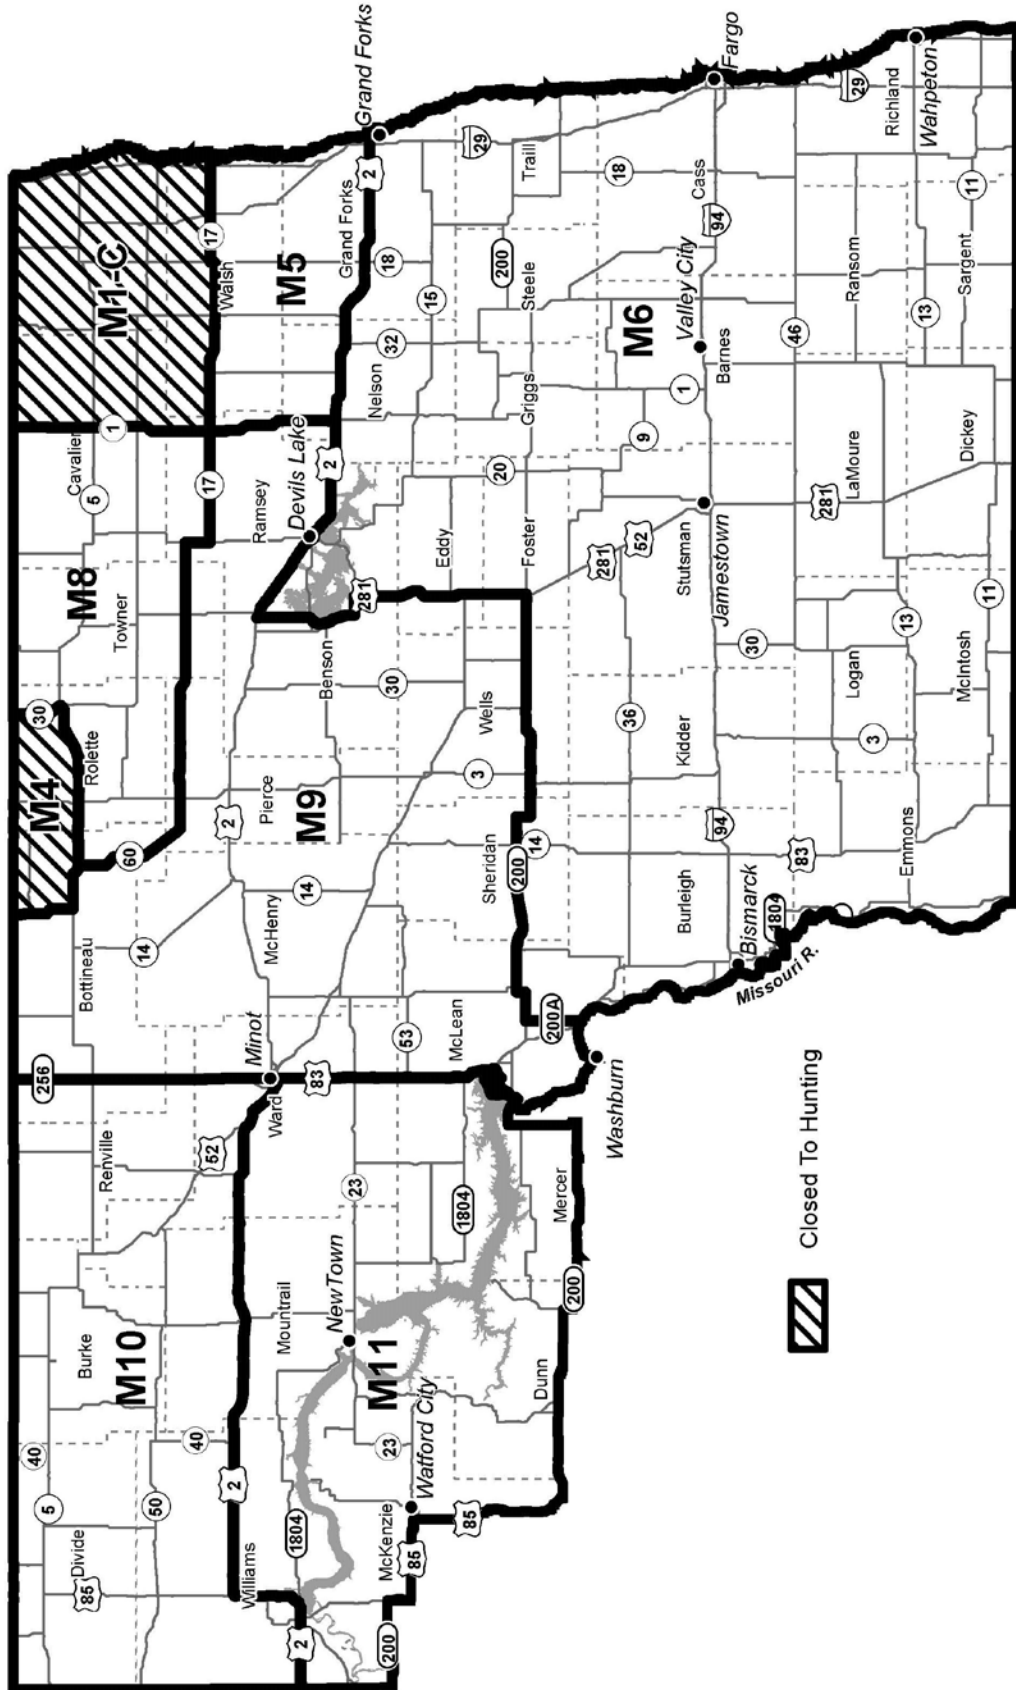 Divide
85
5
40
Burke
M10
50
40
Renville
52
256
Bottineau
14
60
M4
30
Rolette
M8
Towner
5
Cavalier
1
17
M1-C
17
Walsh
Williams
2
2
Mountrail
Ward
Minot
2
McHenry
14
Pierce
M9
Ramsey
Devils Lake
2
M5
Grand Forks
2
Grand Forks
1804
New Town
M11
23
23
83
53
Benson
281
30
Nelson
32
18
15
29
200
McKenzie
85
Watford City
85
1804
McLean
Sheridan
3
Wells
Eddy
20
Griggs
Steele
200
Traill
Dunn
200
Mercer
Washburn
200A
200
14
Foster
281
52
9
1
M6
18
36
Burleigh
Kidder
Stutsman
Barnes
Valley City
94
Cass
Fargo
Bismarck
94
Jamestown
1804
Missouri R.
83
30
281
46
3
Logan
LaMoure
Ransom
29
Richland
Emmons
13
13
Wahpeton
McIntosh
11
Dickey
Sargent
11
Closed To Hunting